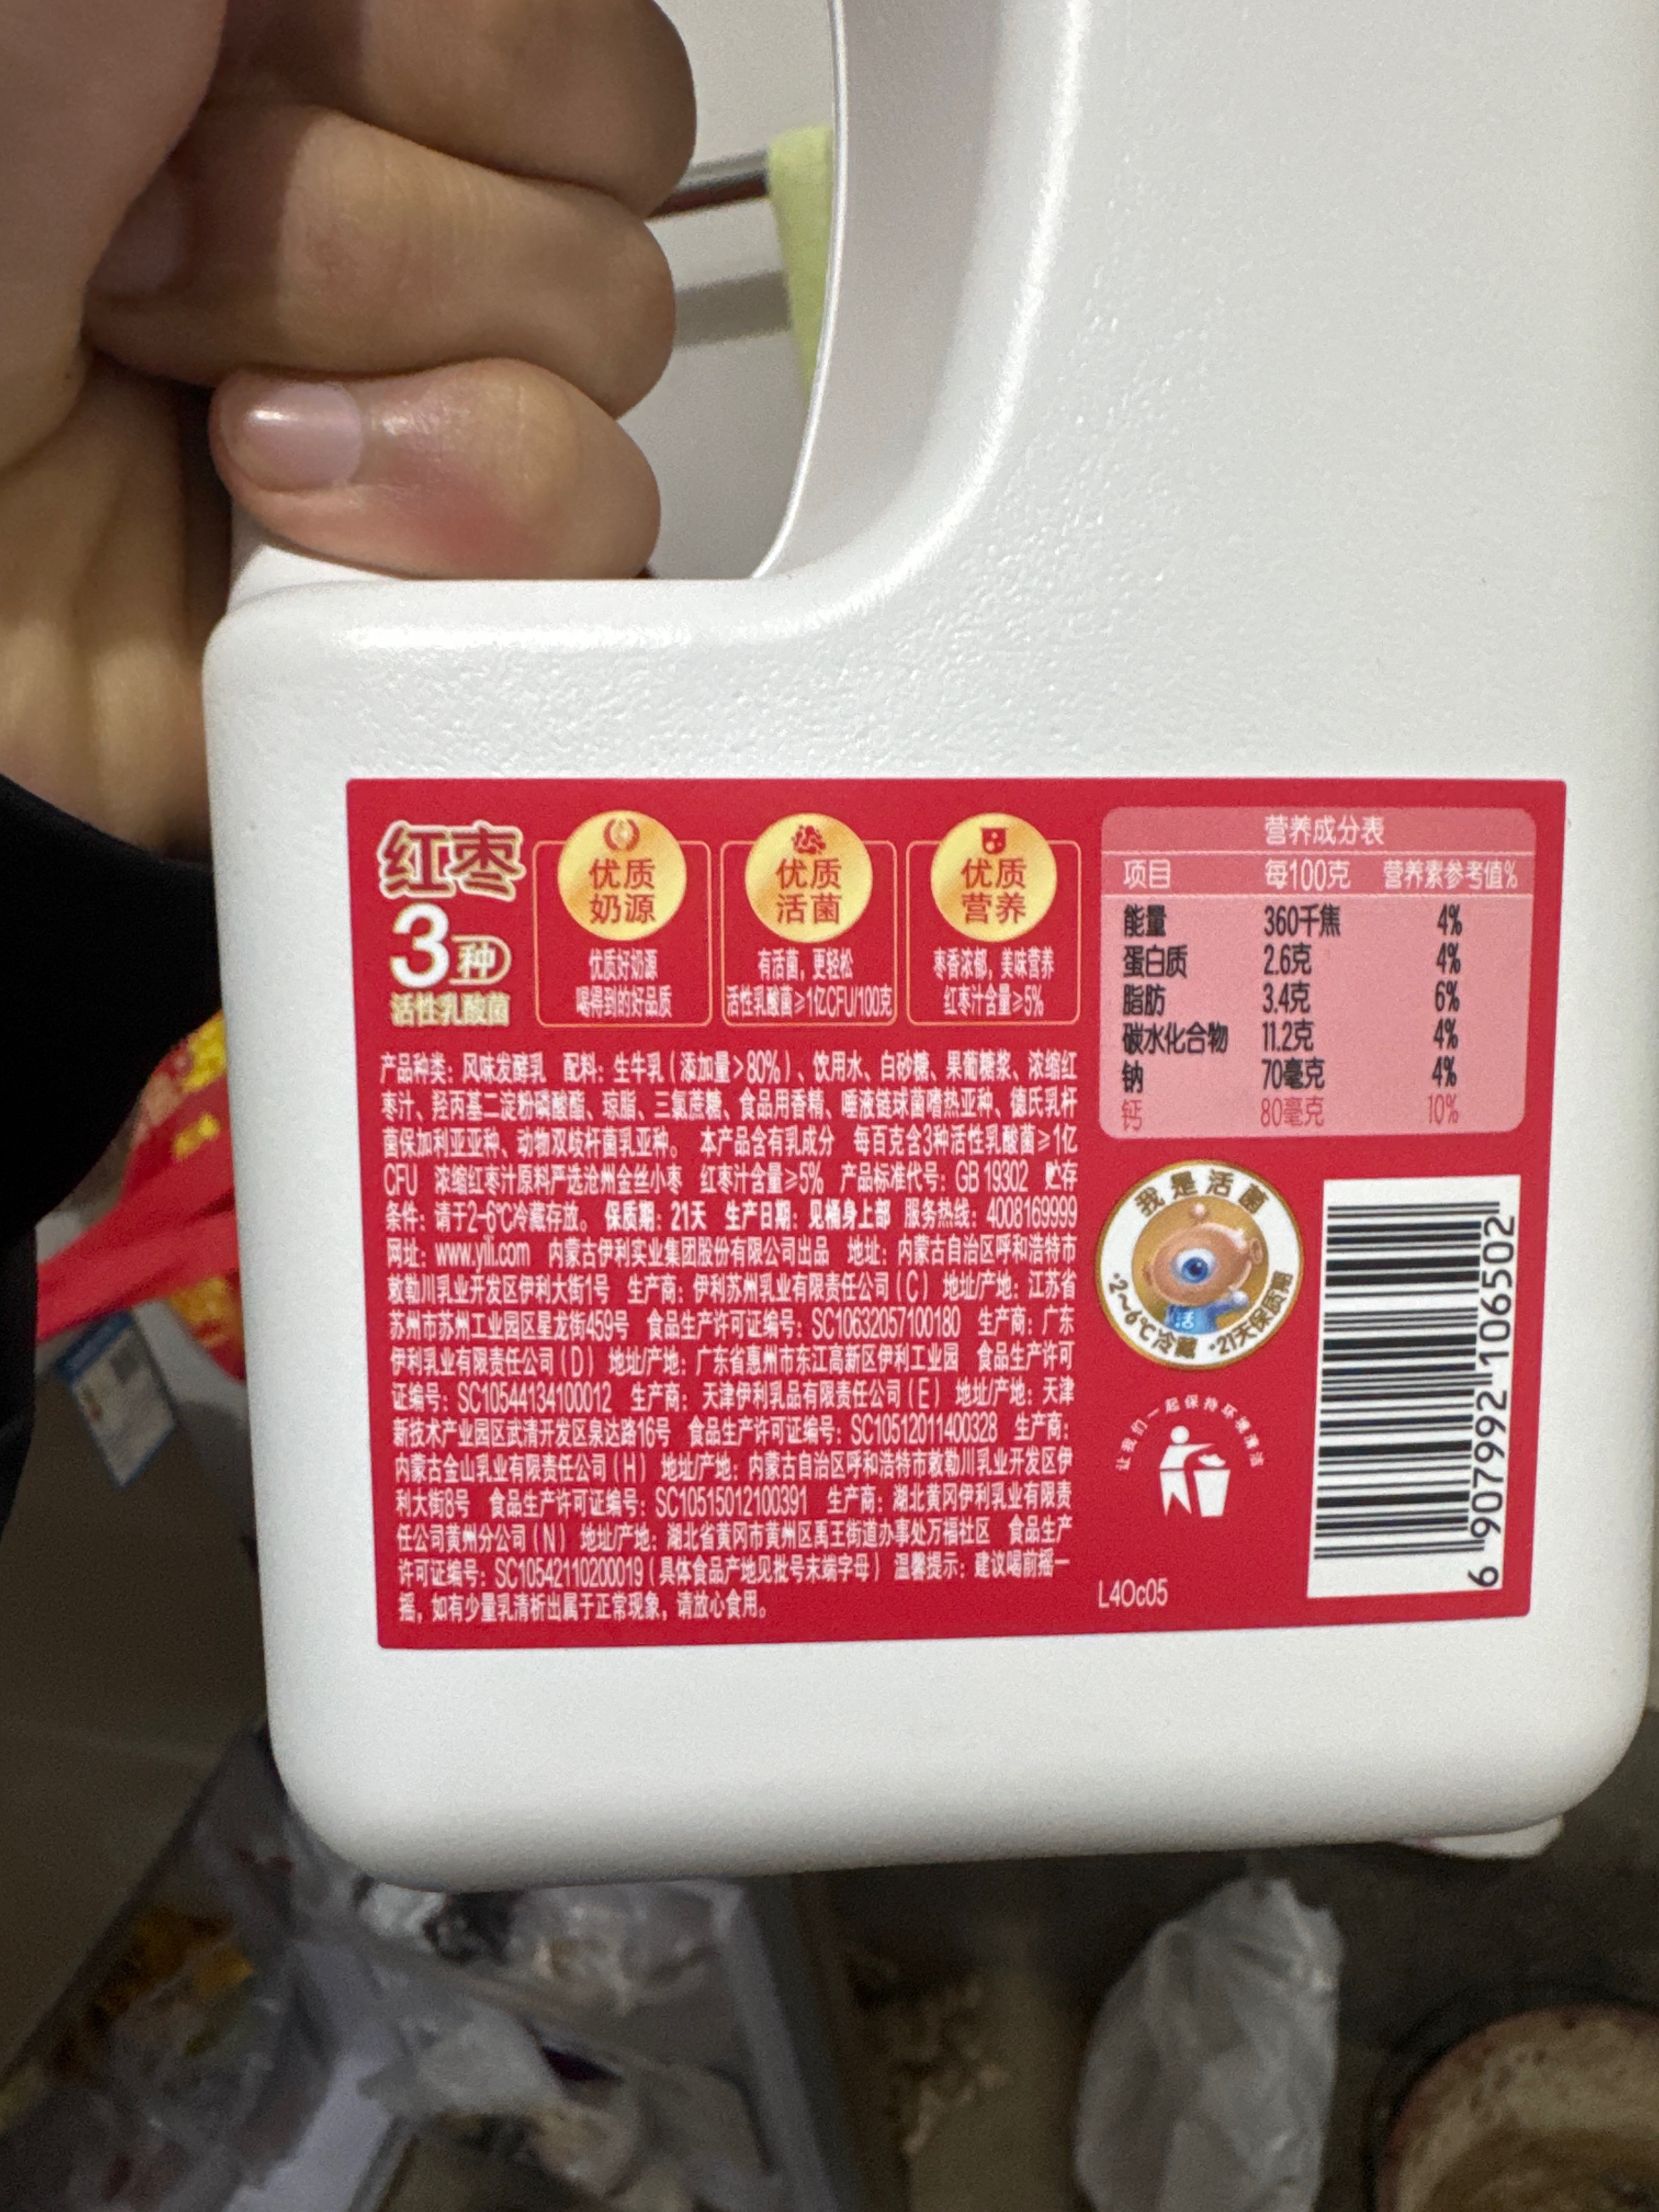 红枣
3种
活性乳酸菌
优质
奶源
优质好奶源
喝得到的好品质
优质
活菌
有活菌，更轻松
活性乳酸菌≥1亿CFU/100克
优质
营养
枣香浓郁，美味营养
红枣汁含量≥5%
产品种类：风味发酵乳 配料：生牛乳（添加量>80%）、饮用水、白砂糖、果葡糖浆、浓缩红
枣汁、羟丙基二淀粉磷酸酯、琼脂、三氯蔗糖、食品用香精、唾液链球菌嗜热亚种、德氏乳杆
菌保加利亚亚种、动物双歧杆菌乳亚种。 本产品含有乳成分 每百克含3种活性乳酸菌≥1亿
CFU 浓缩红枣汁原料严选沧州金丝小枣 红枣汁含量≥5% 产品标准代号：GB 19302 贮存
条件：请于2-6℃冷藏存放。 保质期：21天 生产日期：见桶身上部 服务热线：4008169999
网址：www.yili.com 内蒙古伊利实业集团股份有限公司出品 地址：内蒙古自治区呼和浩特市
敕勒川乳业开发区伊利大街1号 生产商：伊利苏州乳业有限责任公司（C） 地址/产地：江苏省
苏州市苏州工业园区星龙街459号 食品生产许可证编号：SC10632057100180 生产商：广东
伊利乳业有限责任公司（D） 地址/产地：广东省惠州市东江高新区伊利工业园 食品生产许可
证编号：SC10544134100012 生产商：天津伊利乳品有限责任公司（E） 地址/产地：天津
新技术产业园区武清开发区泉达路16号 食品生产许可证编号：SC10512011400328 生产商：
内蒙古金山乳业有限责任公司（H） 地址/产地：内蒙古自治区呼和浩特市敕勒川乳业开发区伊
利大街8号 食品生产许可证编号：SC10515012100391 生产商：湖北黄冈伊利乳业有限责
任公司黄州分公司（N） 地址/产地：湖北省黄冈市黄州区禹王街道办事处万福社区 食品生产
许可证编号：SC10542110200019（具体食品产地见批号末端字母） 温馨提示：建议喝前摇一
摇，如有少量乳清析出属于正常现象，请放心食用。
营养成分表
项目 每100克 营养素参考值%
能量 360千焦 4%
蛋白质 2.6克 4%
脂肪 3.4克 6%
碳水化合物 11.2克 4%
钠 70毫克 4%
钙 80毫克 10%
我是活菌
活
·2~6℃冷藏 ·21天保质期
让我们一起保持环境清洁
L4Oc05
6 907992 106502